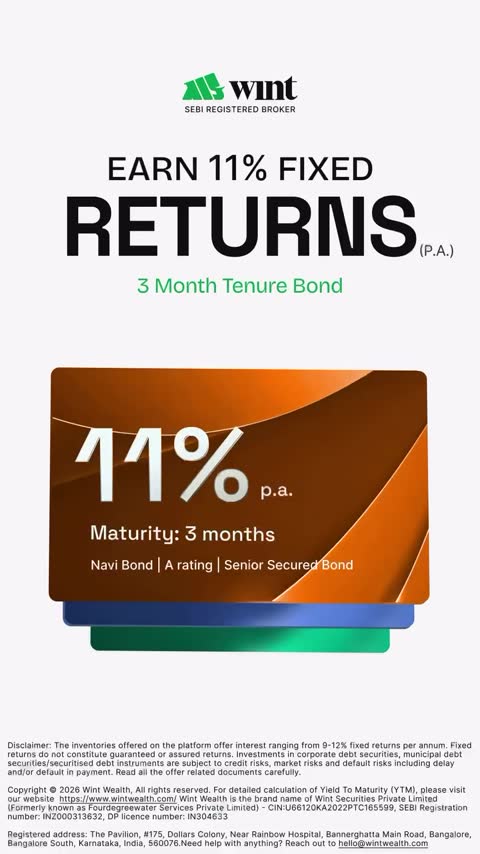 wint
SEBI REGISTERED BROKER
EARN 11% FIXED
RETURNS (P.A.)
3 Month Tenure Bond
11% p.a.
Maturity: 3 months
Navi Bond | A rating | Senior Secured Bond
Disclaimer: The inventories offered on the platform offer interest ranging from 9-12% fixed returns per annum. Fixed
returns do not constitute guaranteed or assured returns. Investments in corporate debt securities, municipal debt
securities/securitised debt instruments are subject to credit risks, market risks and default risks including delay
and/or default in payment. Read all the offer related documents carefully.
Copyright © 2026 Wint Wealth, All rights reserved. For detailed calculation of Yield To Maturity (YTM), please visit
our website https://www.wintwealth.com/ Wint Wealth is the brand name of Wint Securities Private Limited
(Formerly known as Fourdegreewater Services Private Limited) - CIN:U66120KA2022PTC165599, SEBI Registration
number: INZ000313632, DP licence number: IN304633
Registered address: The Pavilion, #175, Dollars Colony, Near Rainbow Hospital, Bannerghatta Main Road, Bangalore,
Bangalore South, Karnataka, India, 560076.Need help with anything? Reach out to hello@wintwealth.com